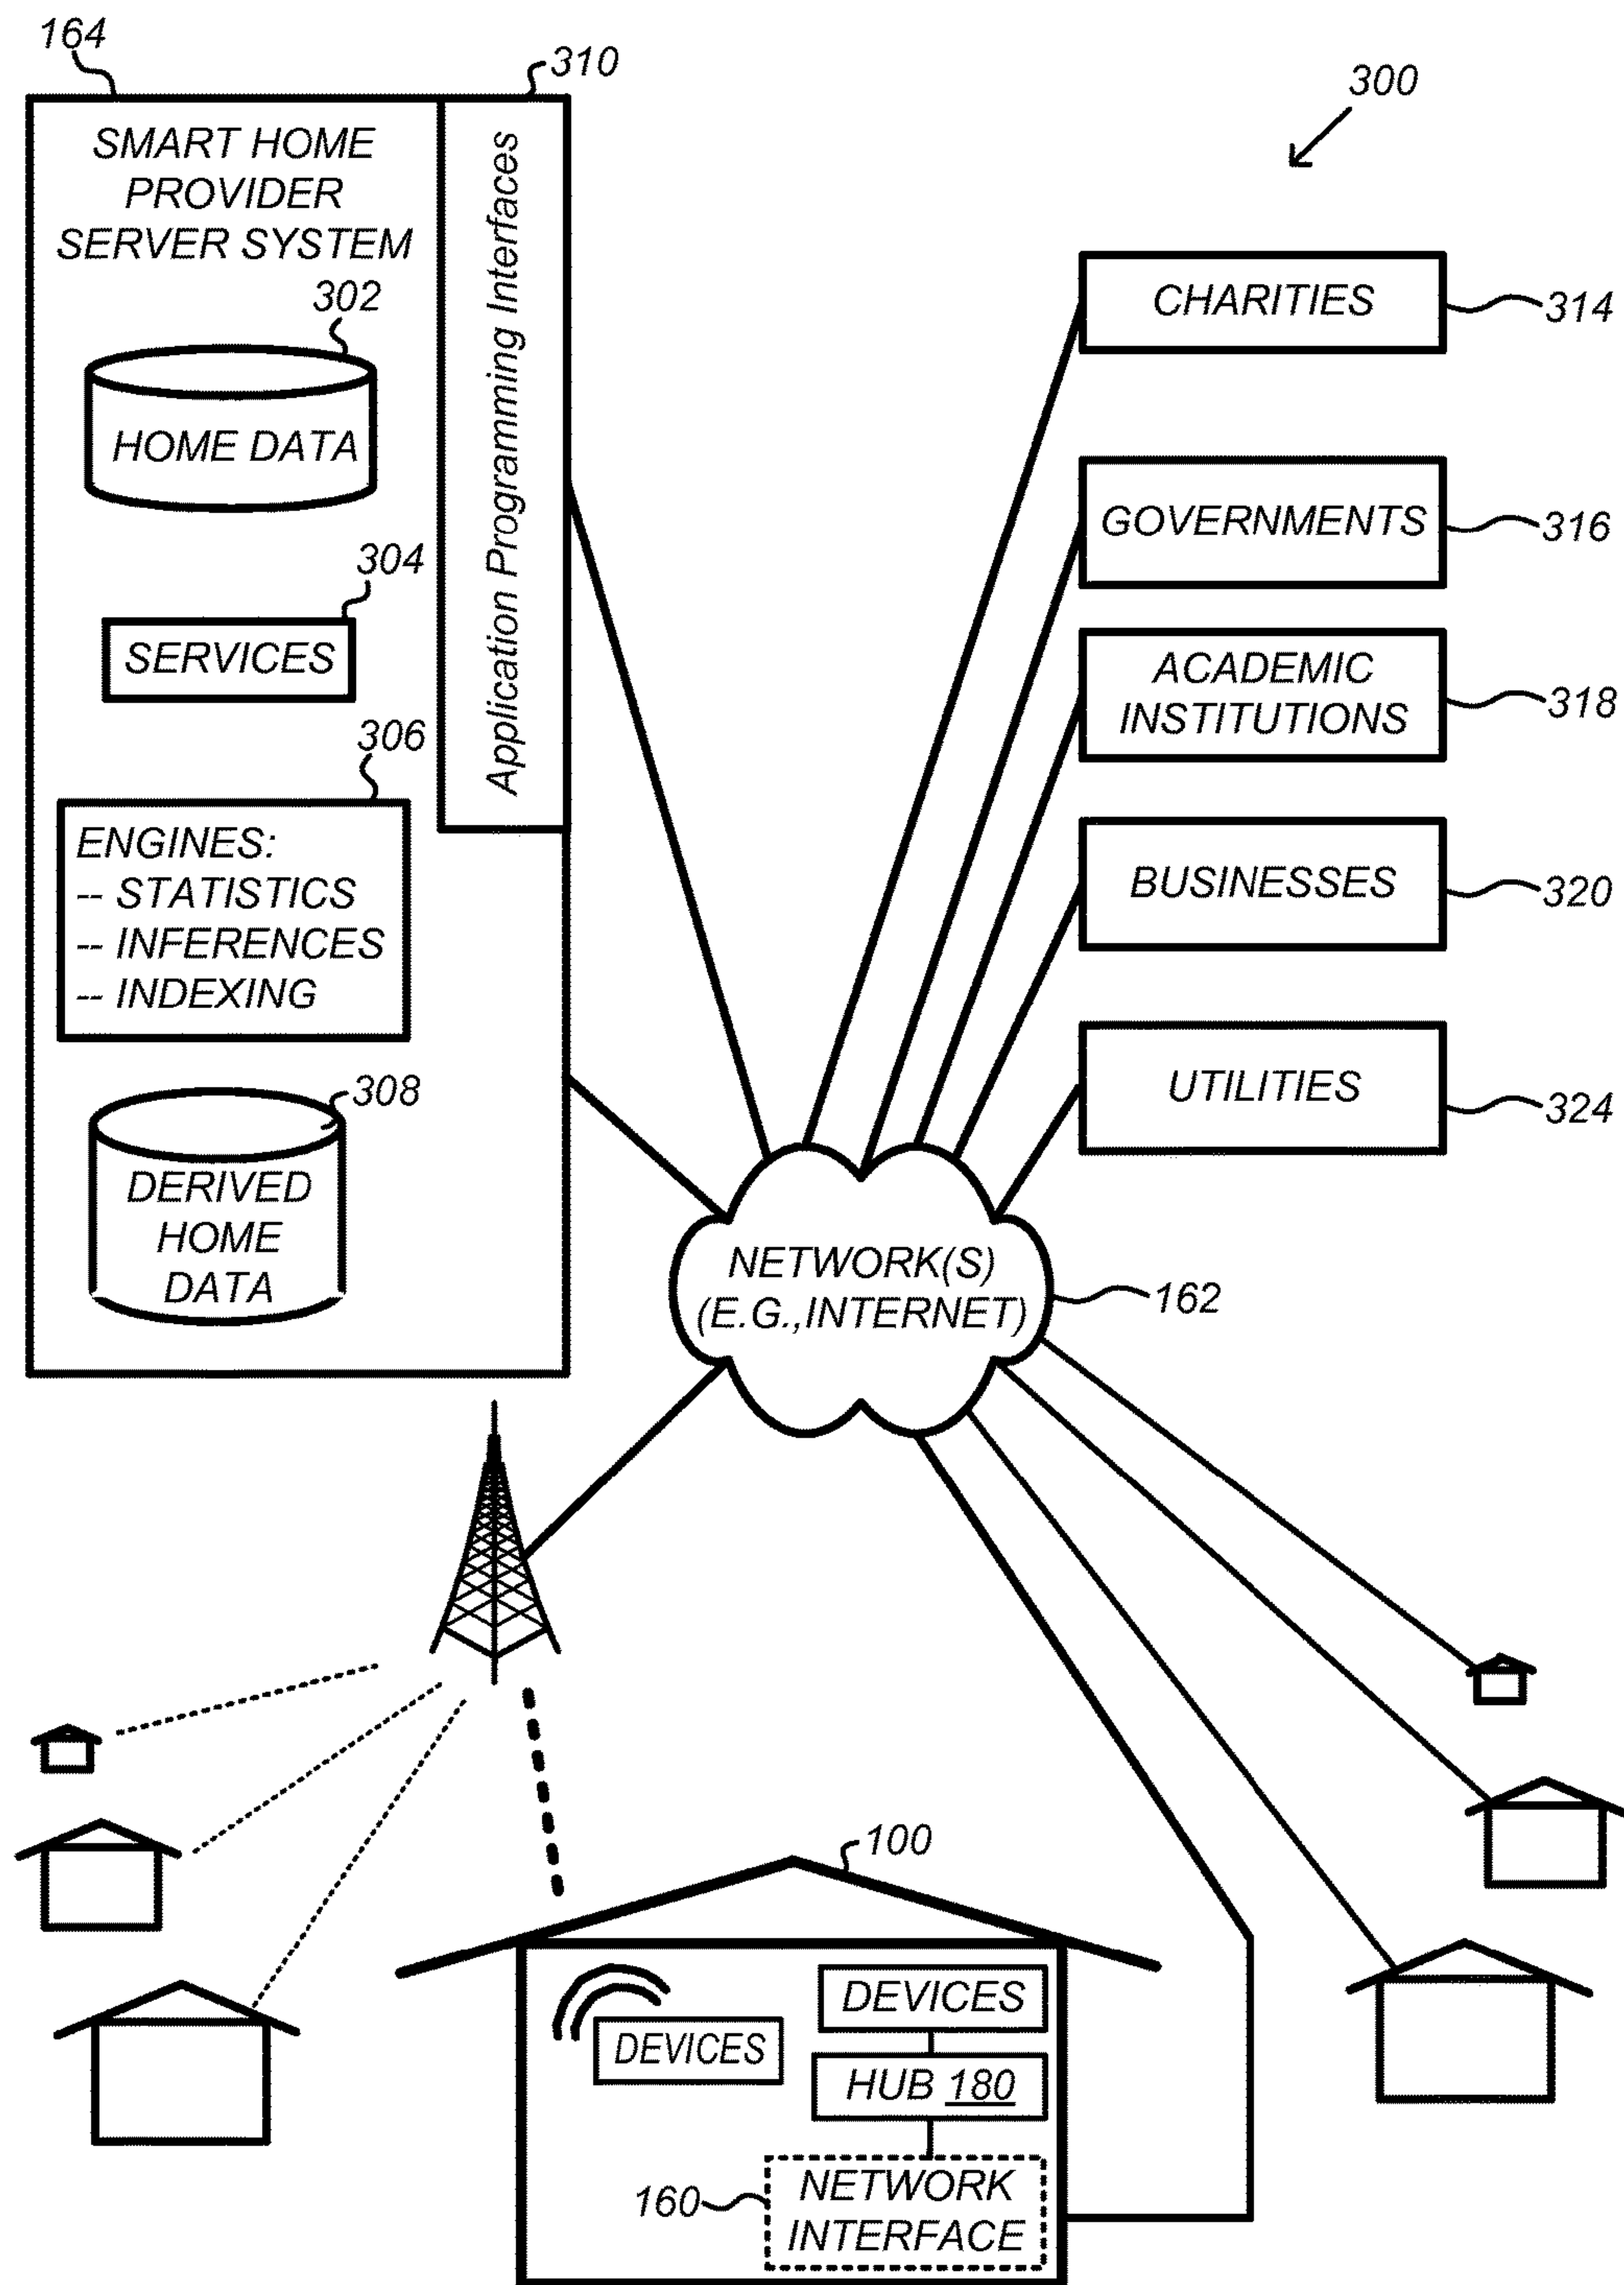 164
310
300
SMART HOME
PROVIDER
SERVER SYSTEM
Application Programming Interfaces
302
HOME DATA
304
SERVICES
306
ENGINES:
-- STATISTICS
-- INFERENCES
-- INDEXING
308
DERIVED
HOME
DATA
CHARITIES
314
GOVERNMENTS
316
ACADEMIC
INSTITUTIONS
318
BUSINESSES
320
UTILITIES
324
NETWORK(S)
(E.G.,INTERNET)
162
100
DEVICES
DEVICES
HUB 180
160
NETWORK
INTERFACE